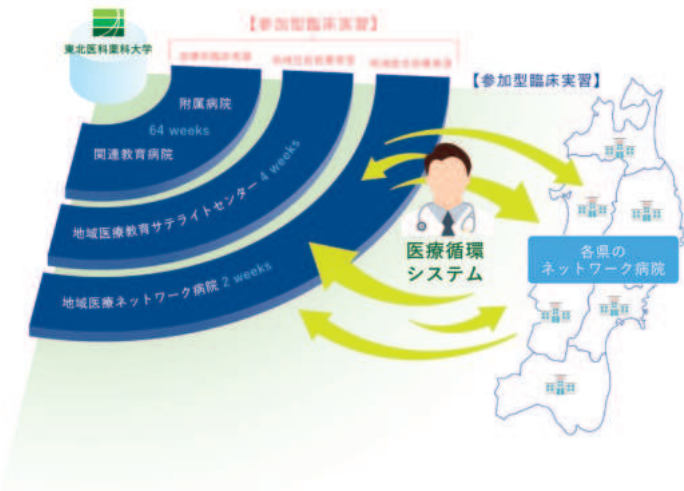 【参加型臨床実習】
東北医科薬科大学
【参加型臨床実習】
附属病院
64 weeks
関連教育病院
地域医療教育サテライトセンター 4 weeks
地域医療ネットワーク病院 2 weeks
医療循環
システム
各県の
ネットワーク病院